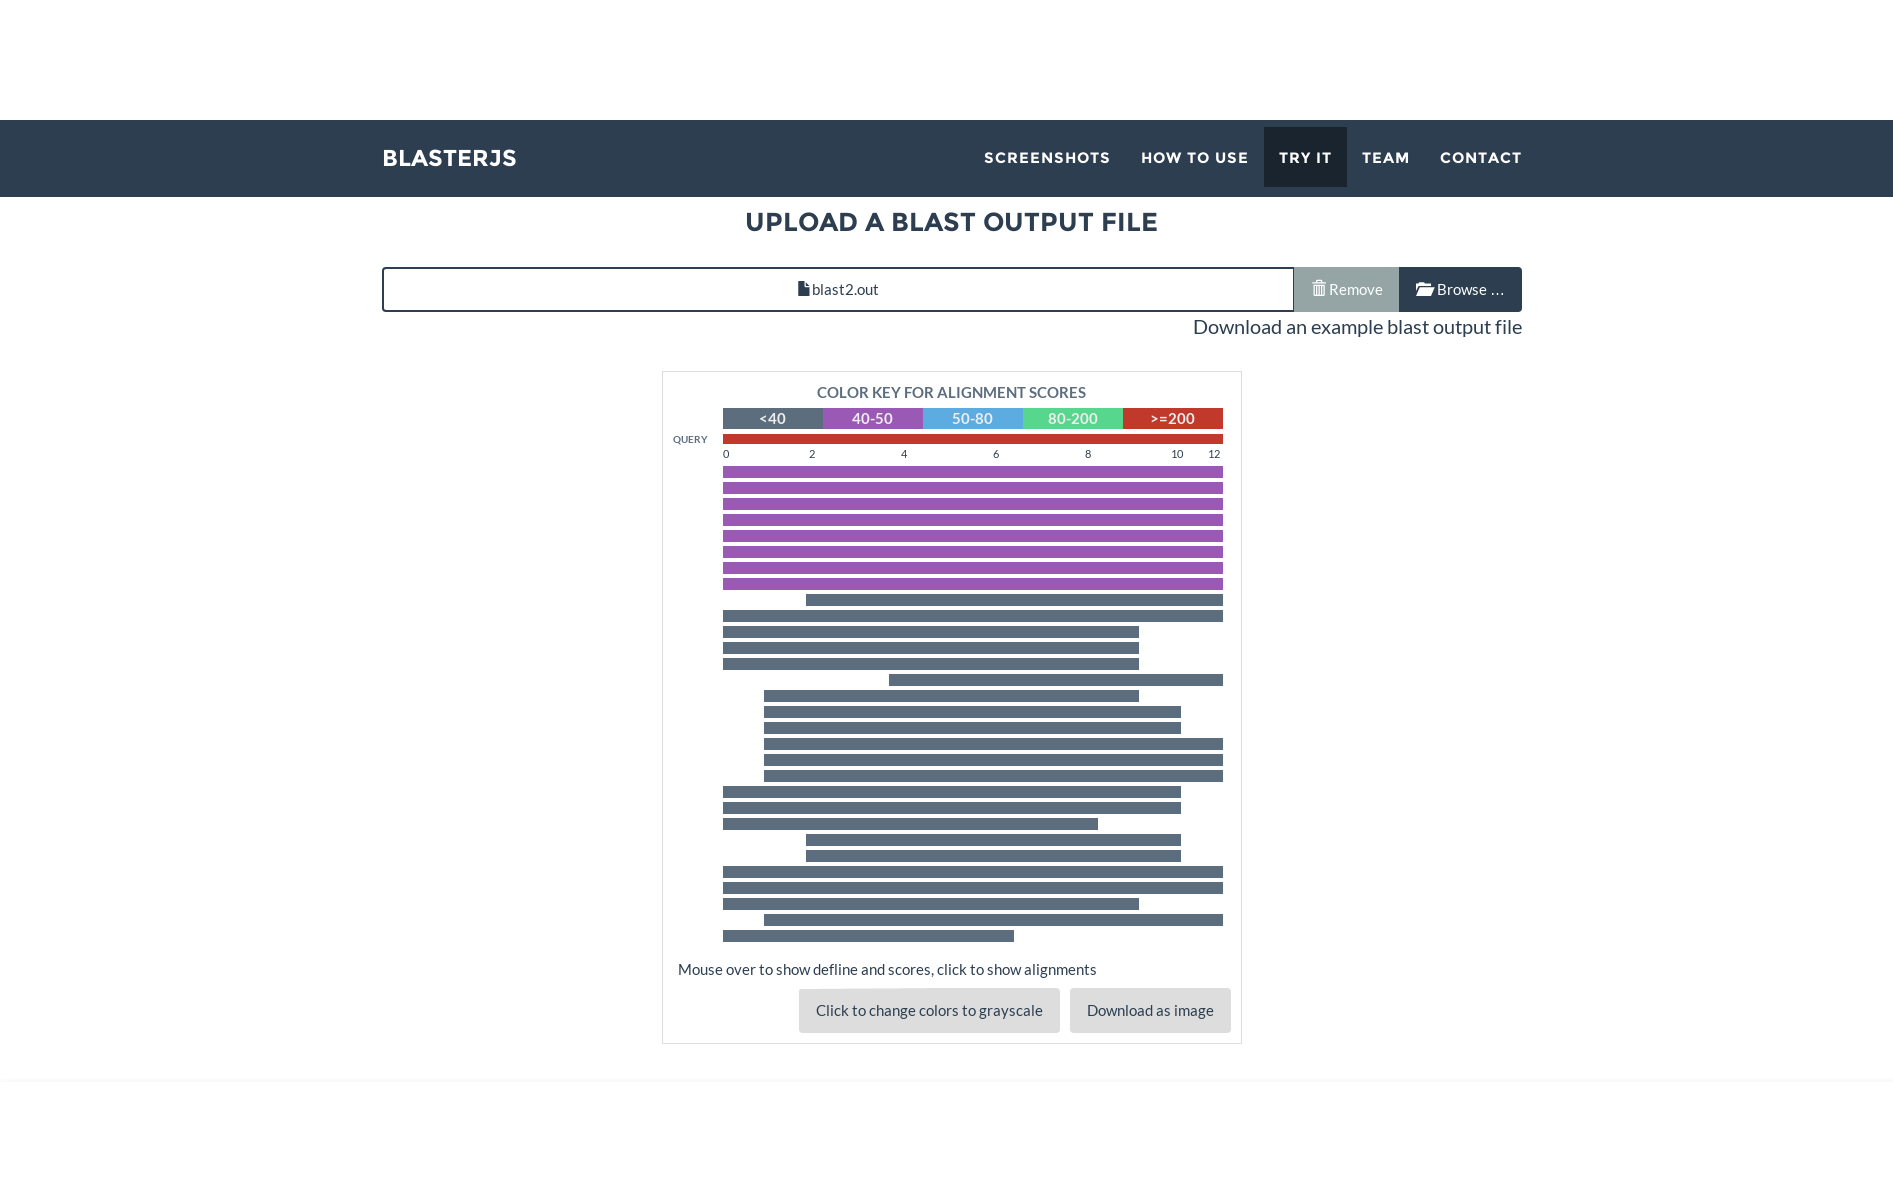 BLASTERJS
SCREENSHOTS HOW TO USE TRY IT TEAM CONTACT
UPLOAD A BLAST OUTPUT FILE
blast2.out Remove Browse ...
Download an example blast output file
COLOR KEY FOR ALIGNMENT SCORES
<40 40-50 50-80 80-200 >=200
QUERY
0 2 4 6 8 10 12
Mouse over to show defline and scores, click to show alignments
Click to change colors to grayscale Download as image